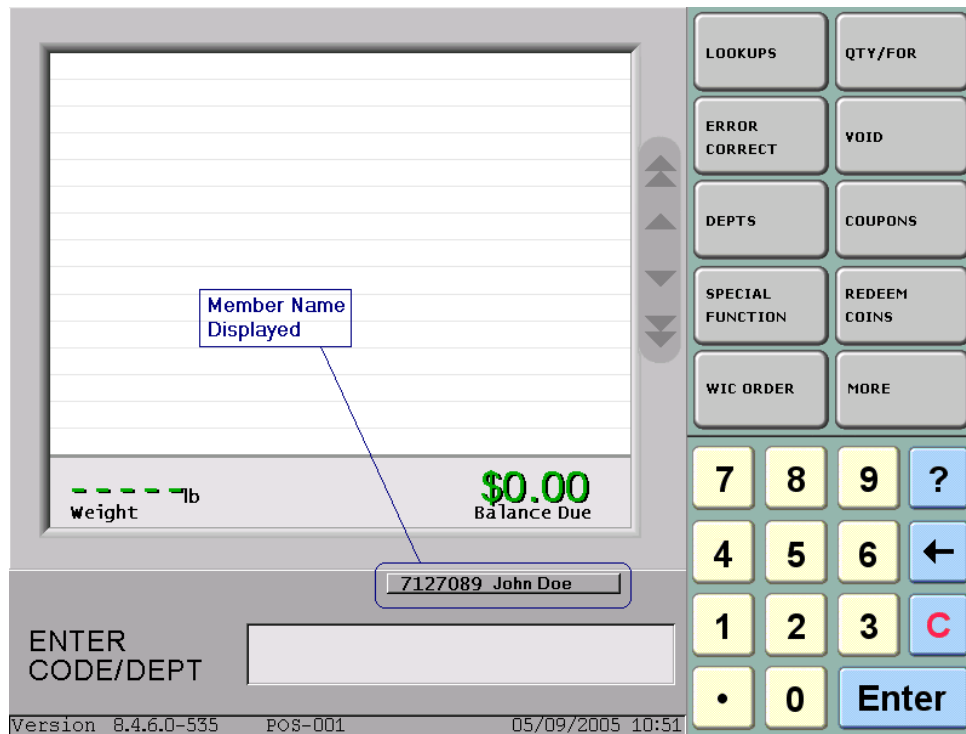 LOOKUPS
QTY/FOR
ERROR
CORRECT
VOID
DEPTS
COUPONS
SPECIAL
FUNCTION
REDEEM
COINS
WIC ORDER
MORE
Member Name
Displayed
- - - - - lb
Weight
$0.00
Balance Due
7127089 John Doe
ENTER
CODE/DEPT
7 8 9 ?
4 5 6 ←
1 2 3 C
• 0 Enter
Version 8.4.6.0-535 POS-001 05/09/2005 10:51